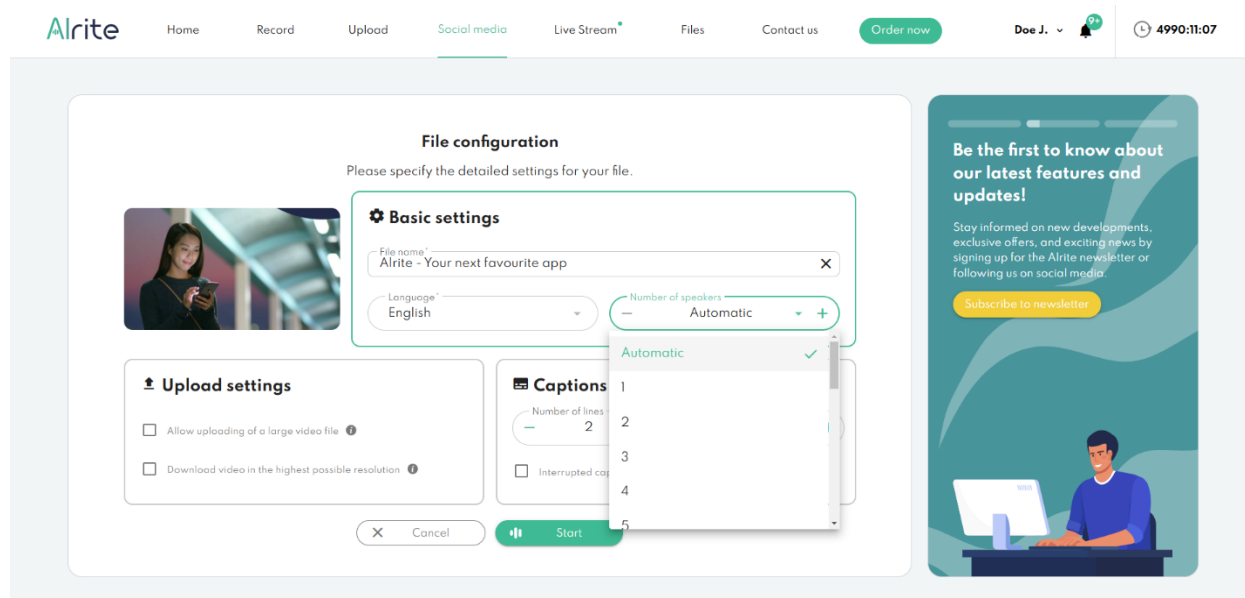 Alrite
Home Record Upload Social media Live Stream Files Contact us Order now Doe J. 9+ 4990:11:07
File configuration
Please specify the detailed settings for your file.
Basic settings
File name*
Alrite - Your next favourite app
Language*
English
Number of speakers
Automatic
Automatic
1
2
3
4
5
Upload settings
Allow uploading of a large video file
Download video in the highest possible resolution
Captions
Number of lines
2
Interrupted
Cancel
Start
Be the first to know about
our latest features and
updates!
Stay informed on new developments,
exclusive offers, and exciting news by
signing up for the Alrite newsletter or
following us on social media.
Subscribe to newsletter